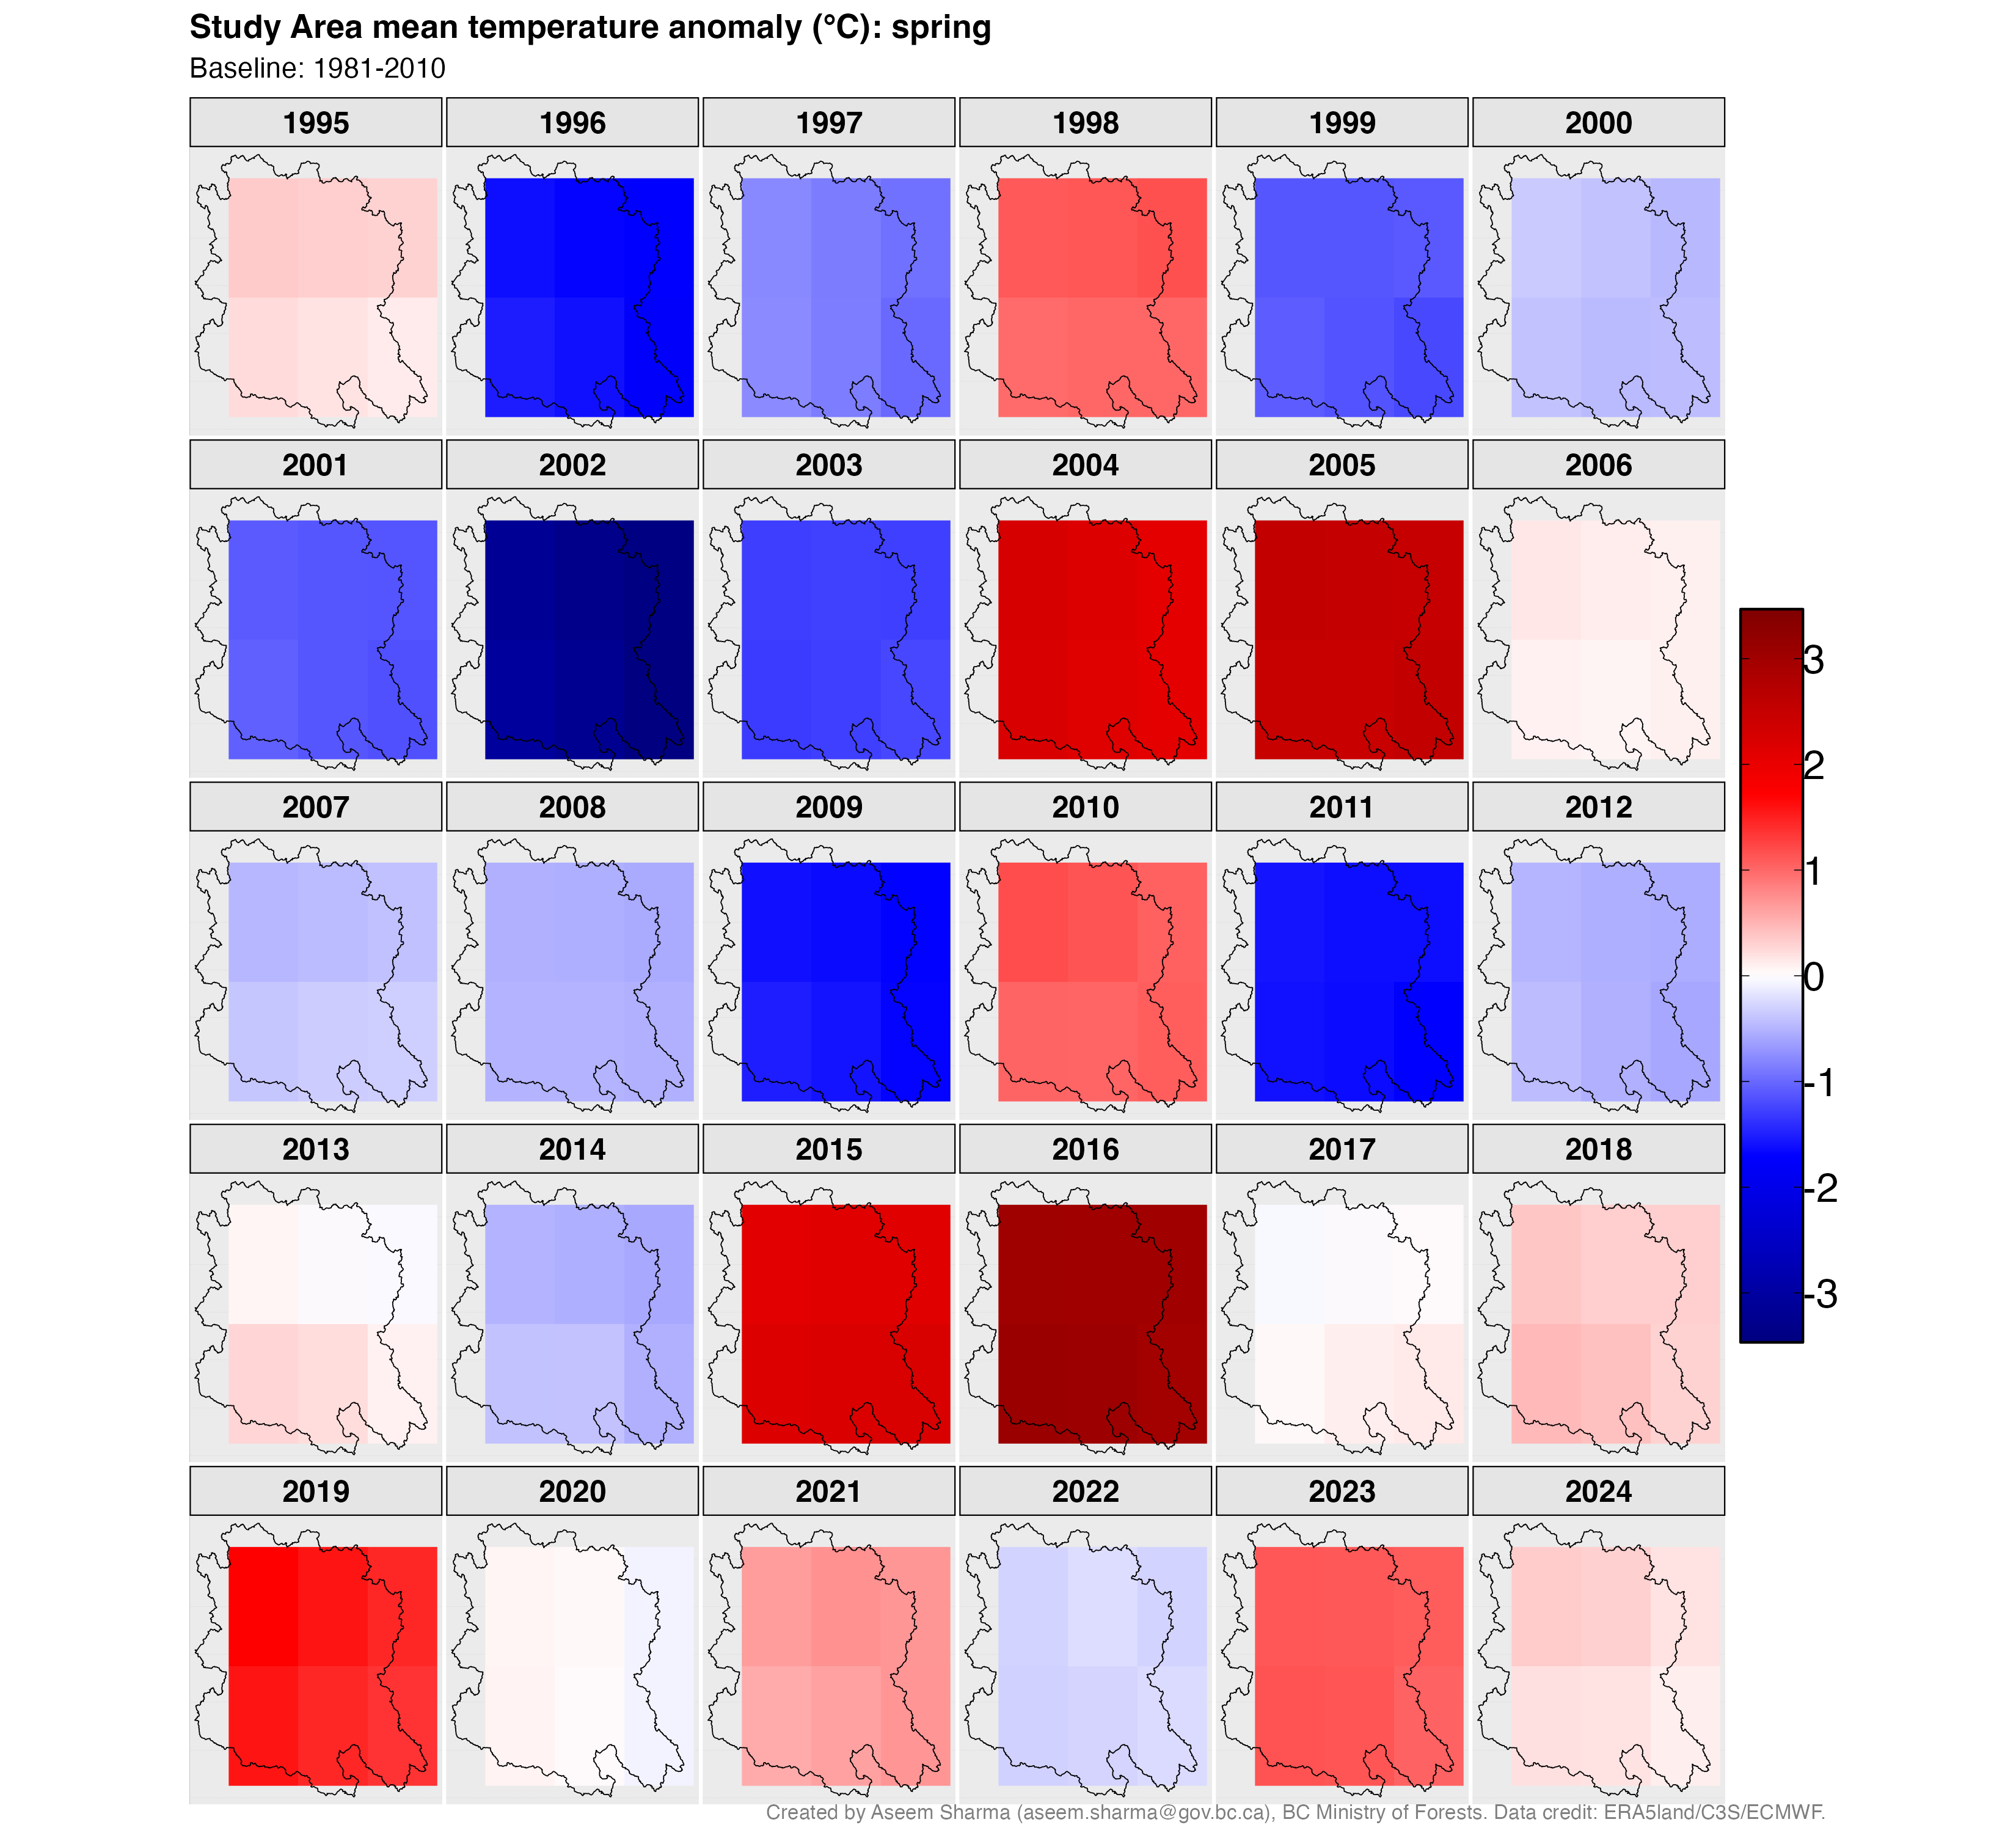 Study Area mean temperature anomaly (°C): spring
Baseline: 1981-2010
1995 1996 1997 1998 1999 2000
2001 2002 2003 2004 2005 2006
2007 2008 2009 2010 2011 2012
2013 2014 2015 2016 2017 2018
2019 2020 2021 2022 2023 2024
3
2
1
0
-1
-2
-3
Created by Aseem Sharma (aseem.sharma@gov.bc.ca), BC Ministry of Forests. Data credit: ERA5land/C3S/ECMWF.